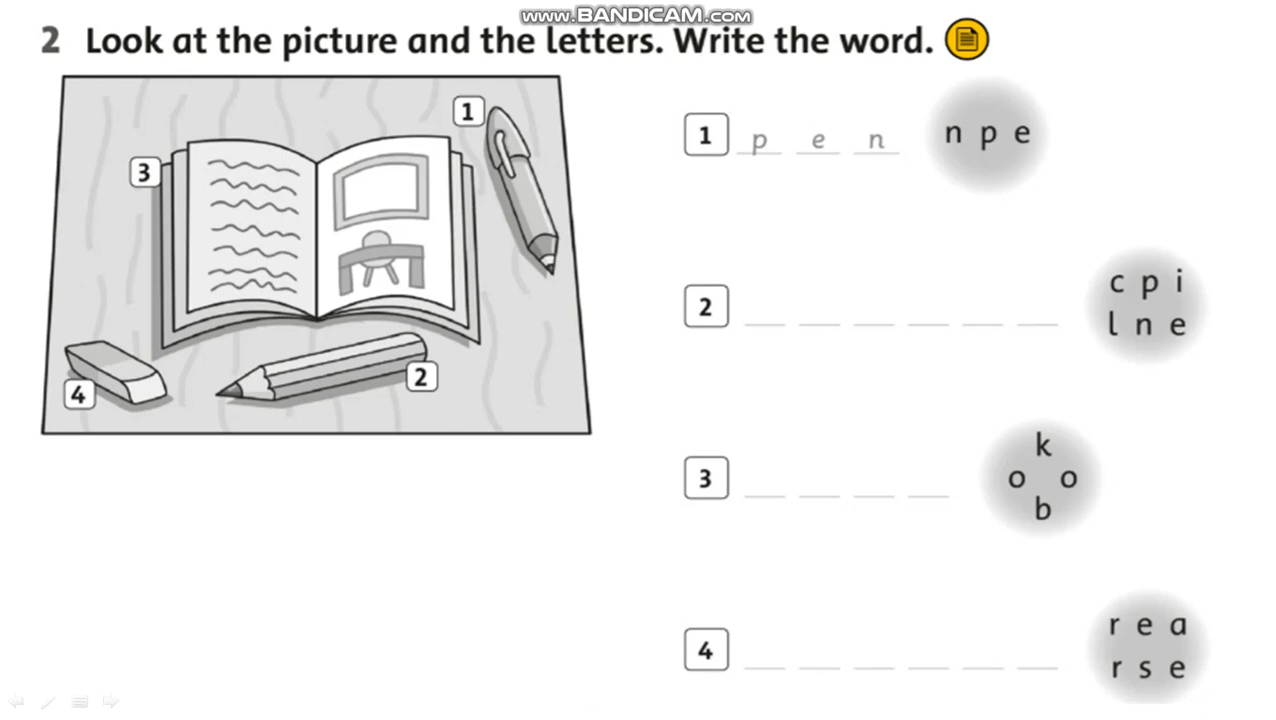 www.BANDICAM.com
2 Look at the picture and the letters. Write the word.
1
3
4
2
1 p e n n p e
2 _ _ _ _ _ _ c p i
l n e
3 _ _ _ _ k
o o
b
4 _ _ _ _ _ _ r e a
r s e